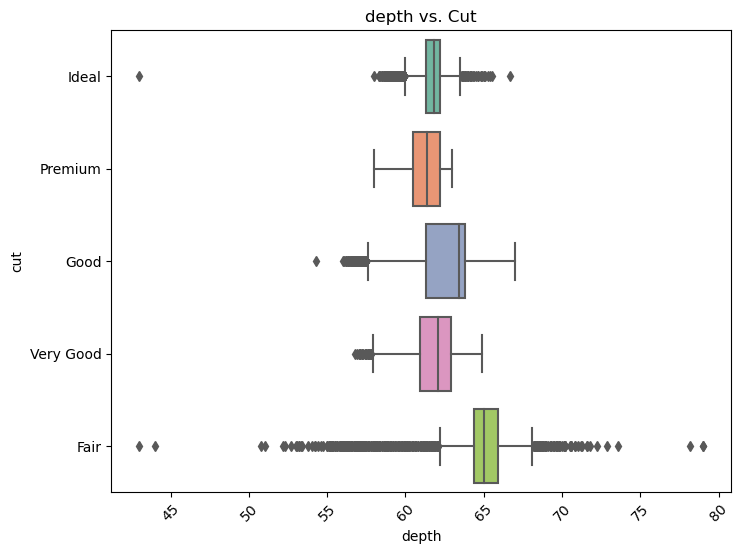 depth vs. Cut
Ideal
Premium
Good
Very Good
Fair
cut
45 50 55 60 65 70 75 80
depth